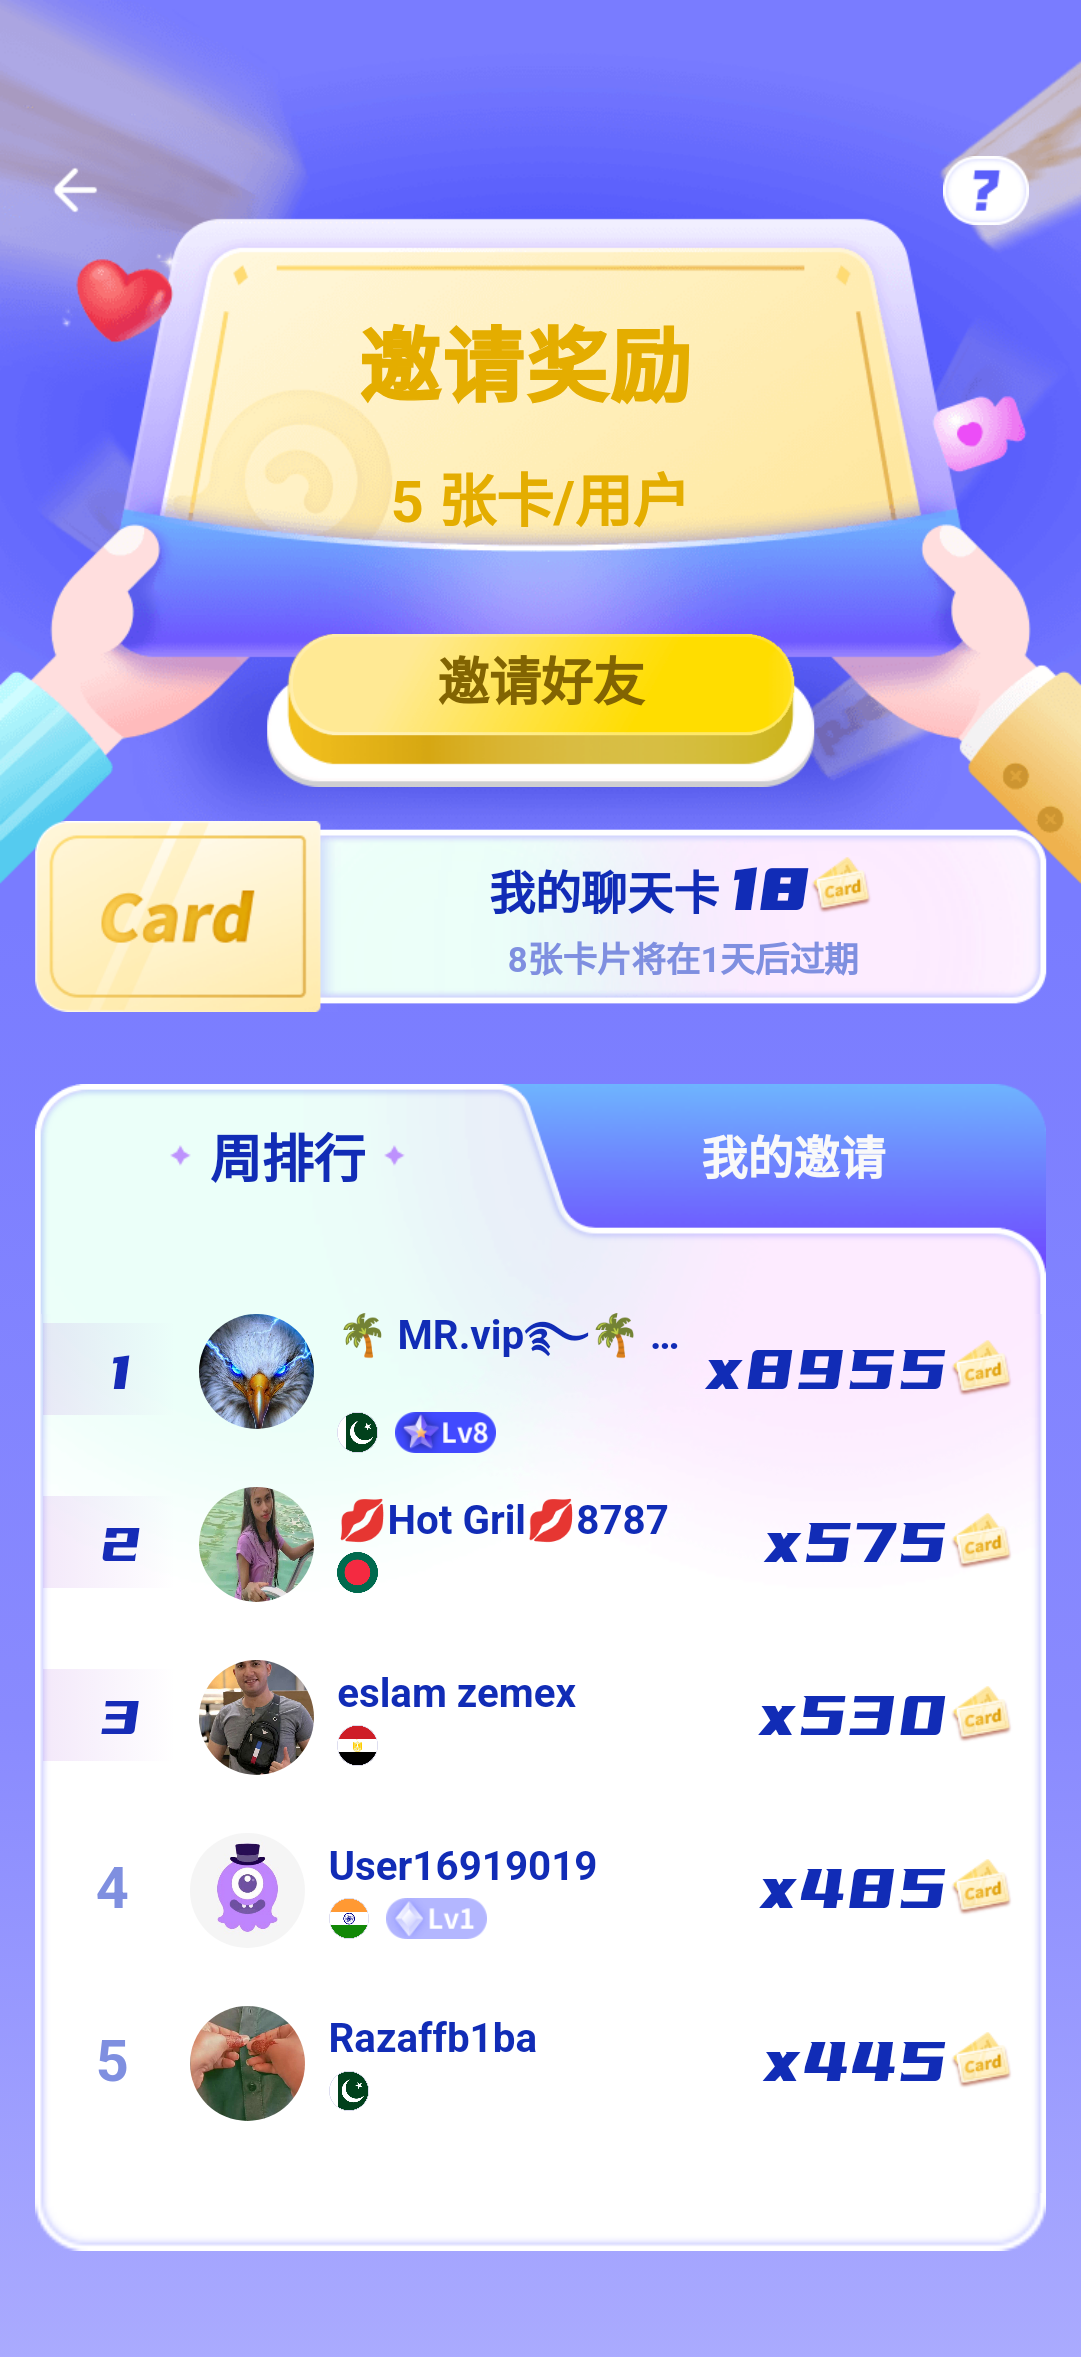 ?
邀请奖励
5 张卡/用户
邀请好友
Card
我的聊天卡 18 Card
8张卡片将在1天后过期
周排行
我的邀请
1
🌴 MR.vip࿐🌴 ...
x8955 Card
Lv8
2
💋Hot Gril💋8787
x575 Card
3
eslam zemex
x530 Card
4
User16919019
x485 Card
Lv1
5
Razaffb1ba
x445 Card